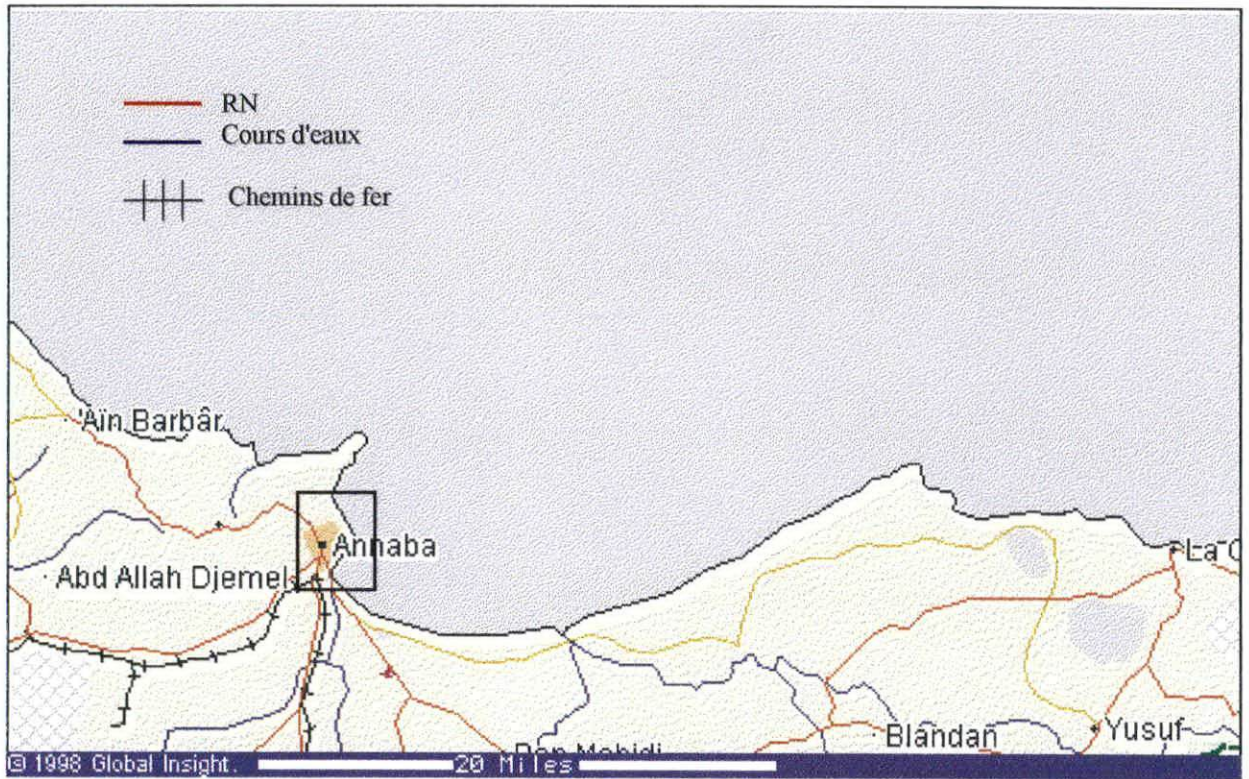 RN
Cours d'eaux
Chemins de fer
'Aïn Barbâr
Annaba
Abd Allah Djemel
La
Blandan
Yusuf
© 1998 Global Insight.
20 Miles